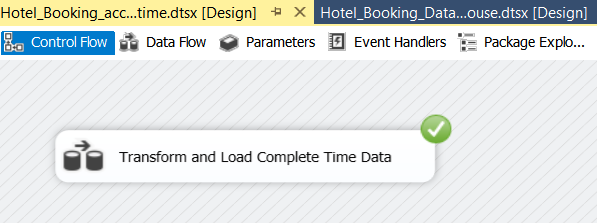 Hotel_Booking_acc...time.dtsx [Design] Hotel_Booking_Data...ouse.dtsx [Design]
Control Flow Data Flow Parameters Event Handlers Package Explo...
Transform and Load Complete Time Data